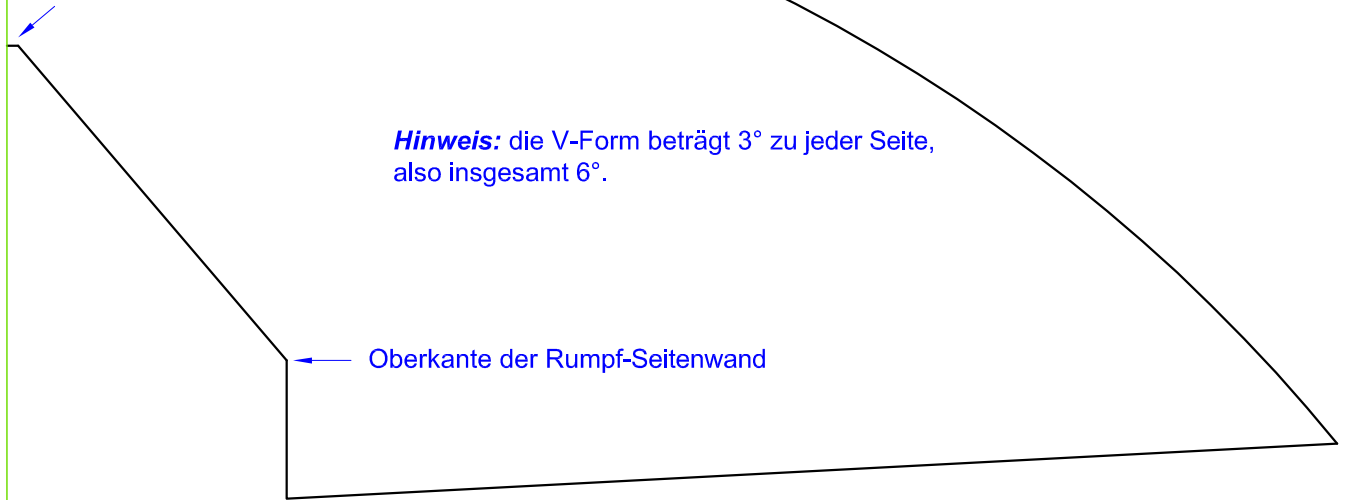 Hinweis: die V-Form beträgt 3° zu jeder Seite,
also insgesamt 6°.
Oberkante der Rumpf-Seitenwand